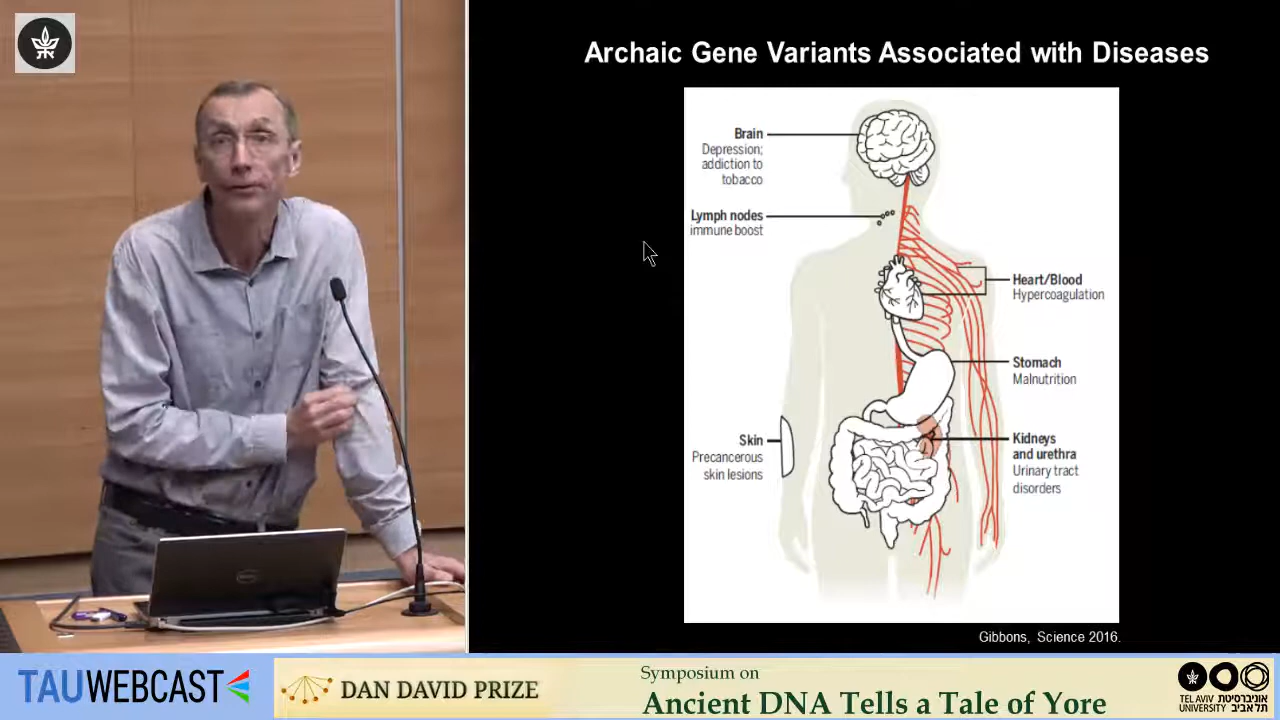 Archaic Gene Variants Associated with Diseases
Brain
Depression;
addiction to
tobacco
Lymph nodes
immune boost
Heart/Blood
Hypercoagulation
Stomach
Malnutrition
Skin
Precancerous
skin lesions
Kidneys
and urethra
Urinary tract
disorders
Gibbons, Science 2016.
TAUWEBCAST
DAN DAVID PRIZE
Symposium on
Ancient DNA Tells a Tale of Yore
TEL AVIV אוניברסיטת
UNIVERSITY תל אביב